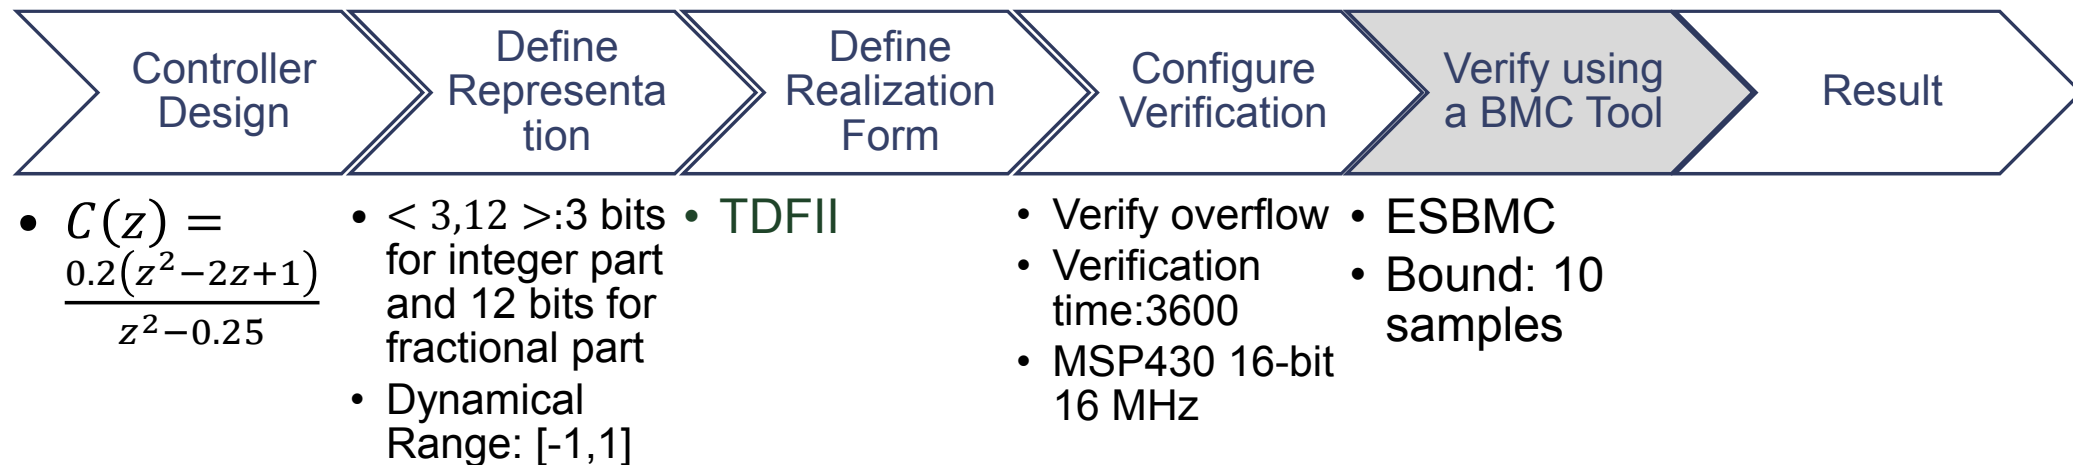 Controller
Design
Define
Representa
tion
Define
Realization
Form
Configure
Verification
Verify using
a BMC Tool
Result
• C(z) =
0.2(z²−2z+1)
z²−0.25
• < 3,12 >:3 bits
for integer part
and 12 bits for
fractional part
• Dynamical
Range: [-1,1]
• TDFII
• Verify overflow
• Verification
time:3600
• MSP430 16-bit
16 MHz
• ESBMC
• Bound: 10
samples